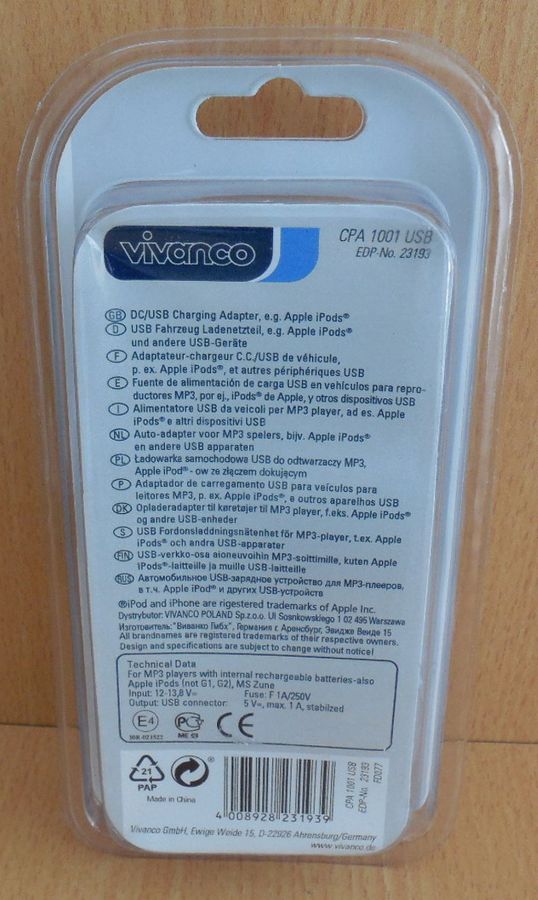 vivanco
CPA 1001 USB
EDP-No. 23193
GB DC/USB Charging Adapter, e.g. Apple iPods®
D USB Fahrzeug Ladenetzteil, e.g. Apple iPods®
und andere USB-Geräte
F Adaptateur-chargeur C.C./USB de véhicule,
p. ex. Apple iPods®, et autres périphériques USB
E Fuente de alimentación de carga USB en vehículos para repro-
ductores MP3, por ej., iPods® de Apple, y otros dispositivos USB
I Alimentatore USB da veicoli per MP3 player, ad es. Apple
iPods® e altri dispositivi USB
NL Auto-adapter voor MP3 spelers, bijv. Apple iPods®
en andere USB apparaten
PL Ładowarka samochodowa USB do odtwarzaczy MP3,
Apple iPod® - ow ze złączem dokującym
P Adaptador de carregamento USB para veículos para
leitores MP3, p. ex. Apple iPods®, e outros aparelhos USB
DK Opladeradapter til køretøjer til MP3 player, f.eks. Apple iPods®
og andre USB-enheder
S USB Fordonsladdningsnätenhet för MP3-player, t.ex. Apple
iPods® och andra USB-apparater
FIN USB-verkko-osa aioneuvoihin MP3-soittimille, kuten Apple
iPods®-laitteille ja muille USB-laitteille
RUS Автомобильное USB-зарядное устройство для MP3-плееров,
в т.ч. Apple iPod® и других USB-устройств
®iPod and iPhone are rigestered trademarks of Apple Inc.
Dystrybutor: VIVANCO POLAND Sp.z.o.o. Ul Sosnkowskiego 1 02 495 Warszawa
Изготовитель: "Виванко Гмбх", Германия г. Аренсбург, Эвидже Вейде 15
All brandnames are registered trademarks of their respective owners.
Design and specifications are subject to change without notice!
Technical Data
For MP3 players with internal rechargeable batteries-also
Apple iPods (not G1, G2), MS Zune
Input: 12-13,8 V= Fuse: F 1A/250V
Output: USB connector: 5 V=, max. 1 A, stabilzed
E4
30R-023522
PC
ME
CE
21
PAP
Made in China
4 008928 231939
CPA 1001 USB
EDP-No. 23193
FD077
Vivanco GmbH, Ewige Weide 15, D-22926 Ahrensburg/Germany
www.vivanco.de